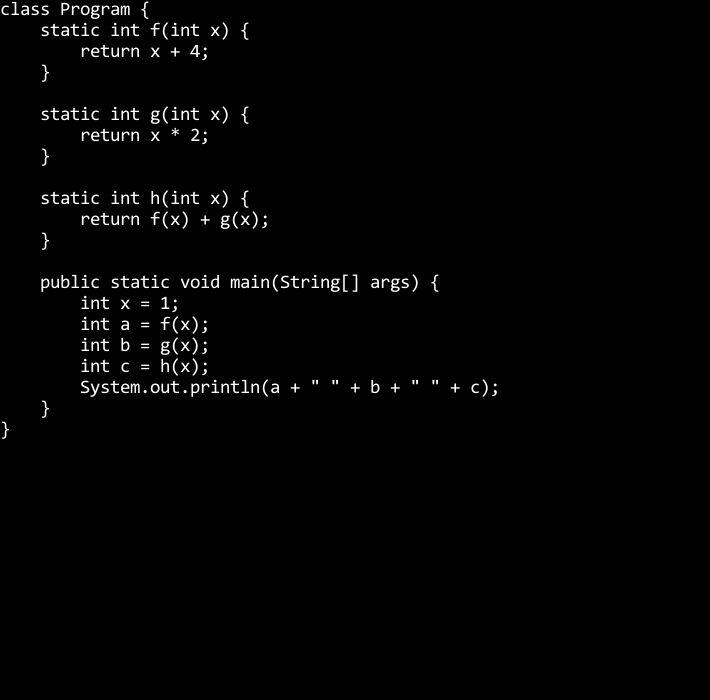 class Program {
    static int f(int x) {
        return x + 4;
    }

    static int g(int x) {
        return x * 2;
    }

    static int h(int x) {
        return f(x) + g(x);
    }

    public static void main(String[] args) {
        int x = 1;
        int a = f(x);
        int b = g(x);
        int c = h(x);
        System.out.println(a + " " + b + " " + c);
    }
}